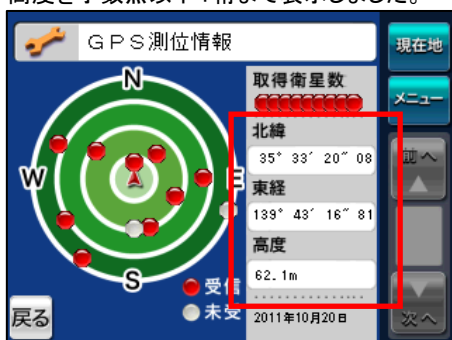 高度を小数点以下1桁まで表示しました。
GPS測位情報
現在地
メニュー
前へ
次へ
N
W
E
S
取得衛星数
北緯
35° 33′ 20″ 08
東経
139° 43′ 16″ 81
高度
62.1m
2011年10月20日
受信
未受
戻る